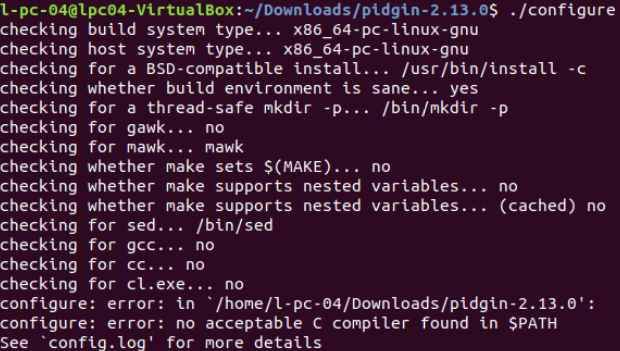 l-pc-04@lpc04-VirtualBox:~/Downloads/pidgin-2.13.0$ ./configure
checking build system type... x86_64-pc-linux-gnu
checking host system type... x86_64-pc-linux-gnu
checking for a BSD-compatible install... /usr/bin/install -c
checking whether build environment is sane... yes
checking for a thread-safe mkdir -p... /bin/mkdir -p
checking for gawk... no
checking for mawk... mawk
checking whether make sets $(MAKE)... no
checking whether make supports nested variables... no
checking whether make supports nested variables... (cached) no
checking for sed... /bin/sed
checking for gcc... no
checking for cc... no
checking for cl.exe... no
configure: error: in `/home/l-pc-04/Downloads/pidgin-2.13.0':
configure: error: no acceptable C compiler found in $PATH
See `config.log' for more details